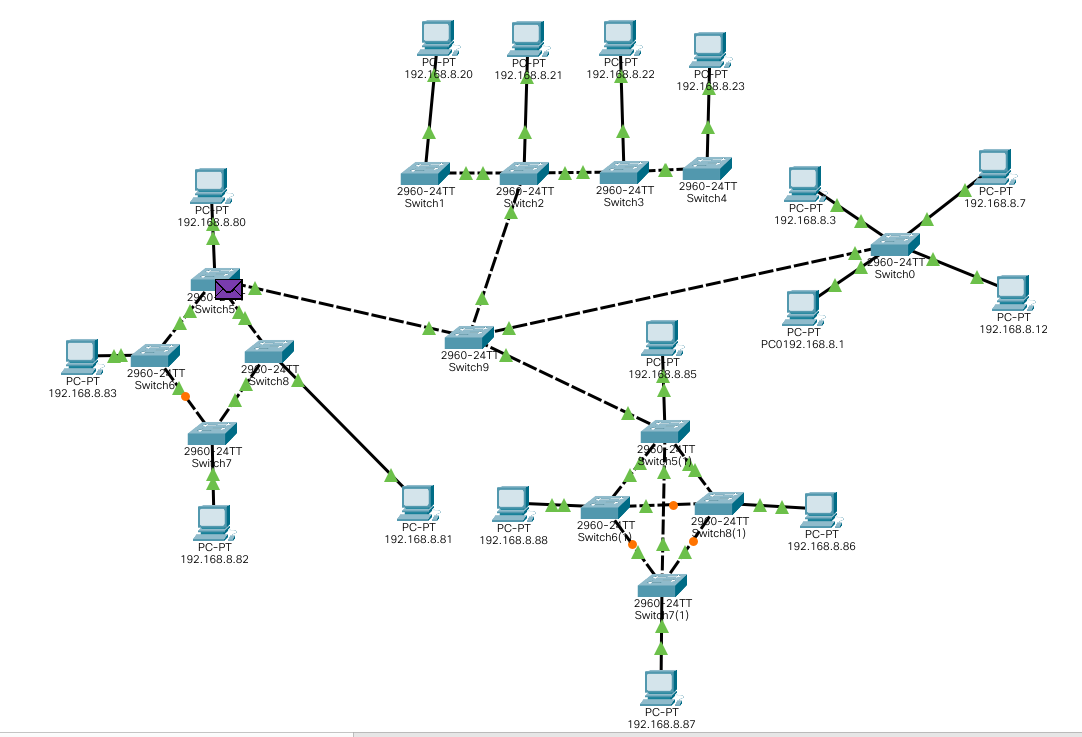 PC-PT
192.168.8.20
PC-PT
192.168.8.21
PC-PT
192.168.8.22
PC-PT
192.168.8.23
2960-24TT
Switch1
2960-24TT
Switch2
2960-24TT
Switch3
2960-24TT
Switch4
PC-PT
192.168.8.3
PC-PT
192.168.8.7
2960-24TT
Switch0
PC-PT
PC0192.168.8.1
PC-PT
192.168.8.12
PC-PT
192.168.8.80
2960-24TT
Switch5
PC-PT
192.168.8.83
2960-24TT
Switch6
2960-24TT
Switch8
2960-24TT
Switch7
PC-PT
192.168.8.82
PC-PT
192.168.8.81
2960-24TT
Switch9
PC-PT
192.168.8.85
2960-24TT
Switch5(1)
PC-PT
192.168.8.88
2960-24TT
Switch6(1)
2960-24TT
Switch8(1)
PC-PT
192.168.8.86
2960-24TT
Switch7(1)
PC-PT
192.168.8.87